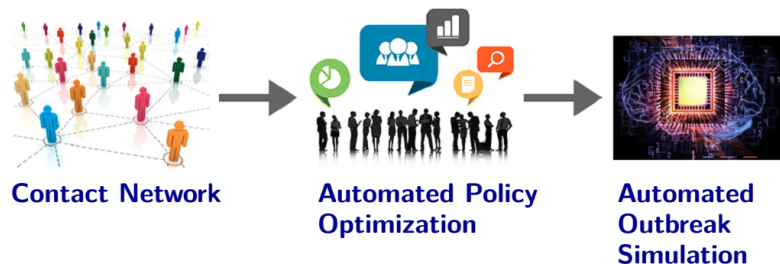 Contact Network
Automated Policy
Optimization
Automated
Outbreak
Simulation